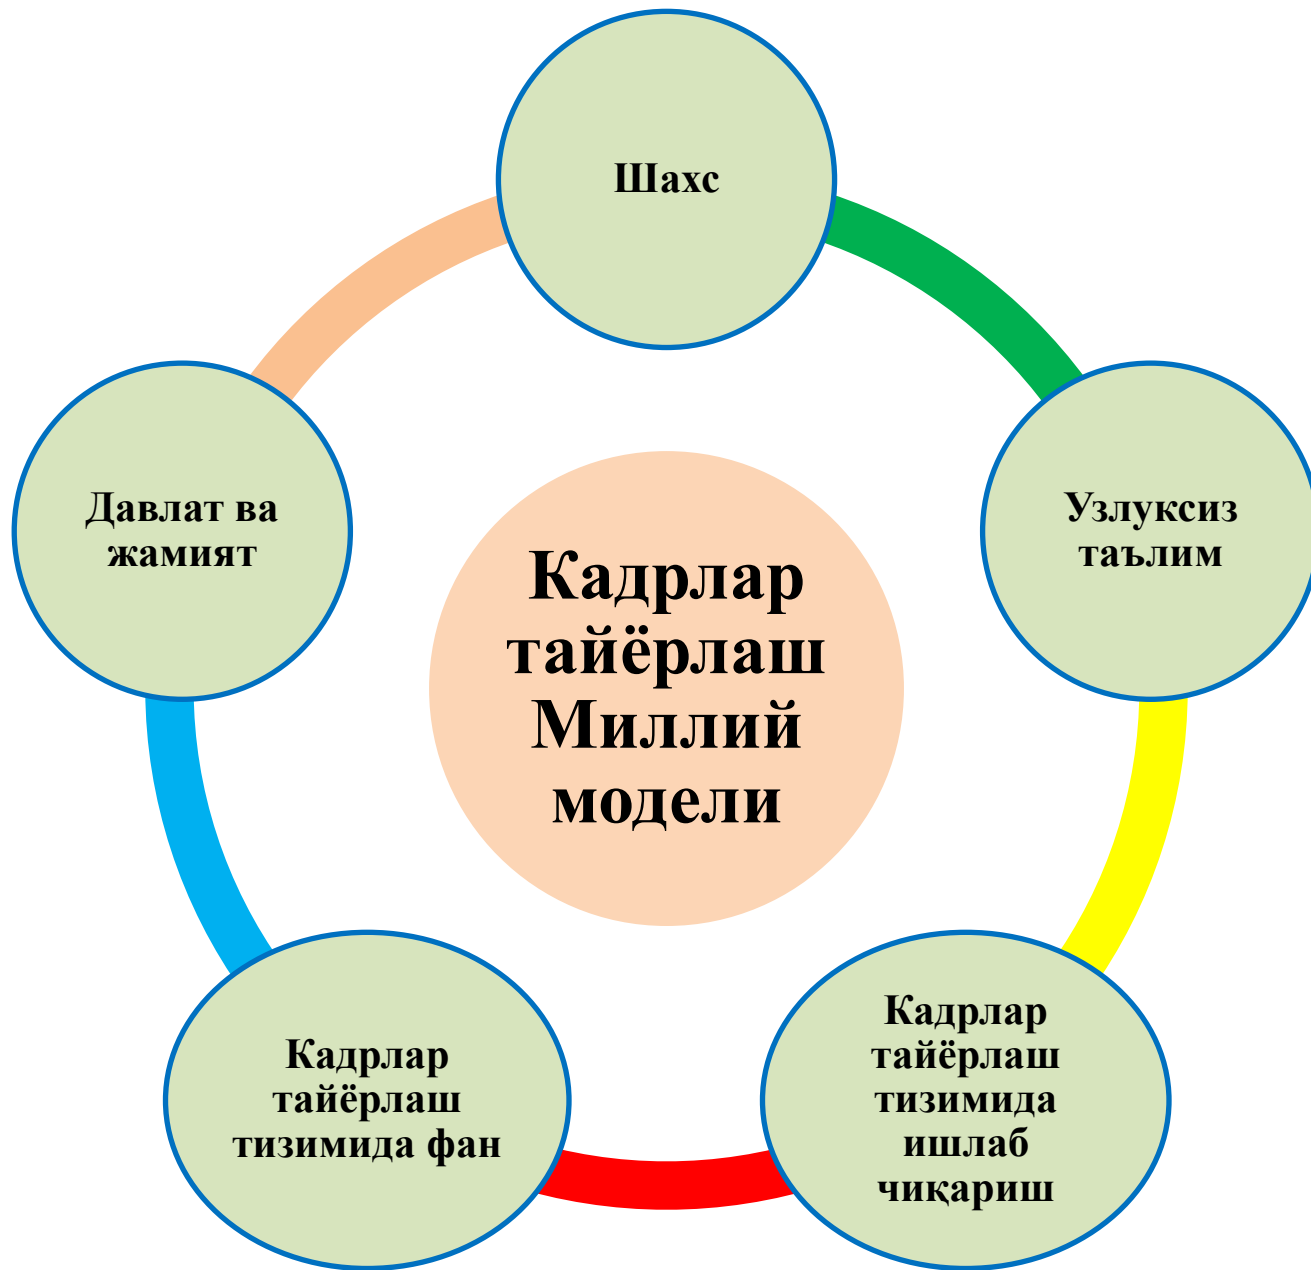 Шахс
Давлат ва
жамият
Узлуксиз
таълим
Кадрлар
тайёрлаш
Миллий
модели
Кадрлар
тайёрлаш
тизимида фан
Кадрлар
тайёрлаш
тизимида
ишлаб
чиқариш